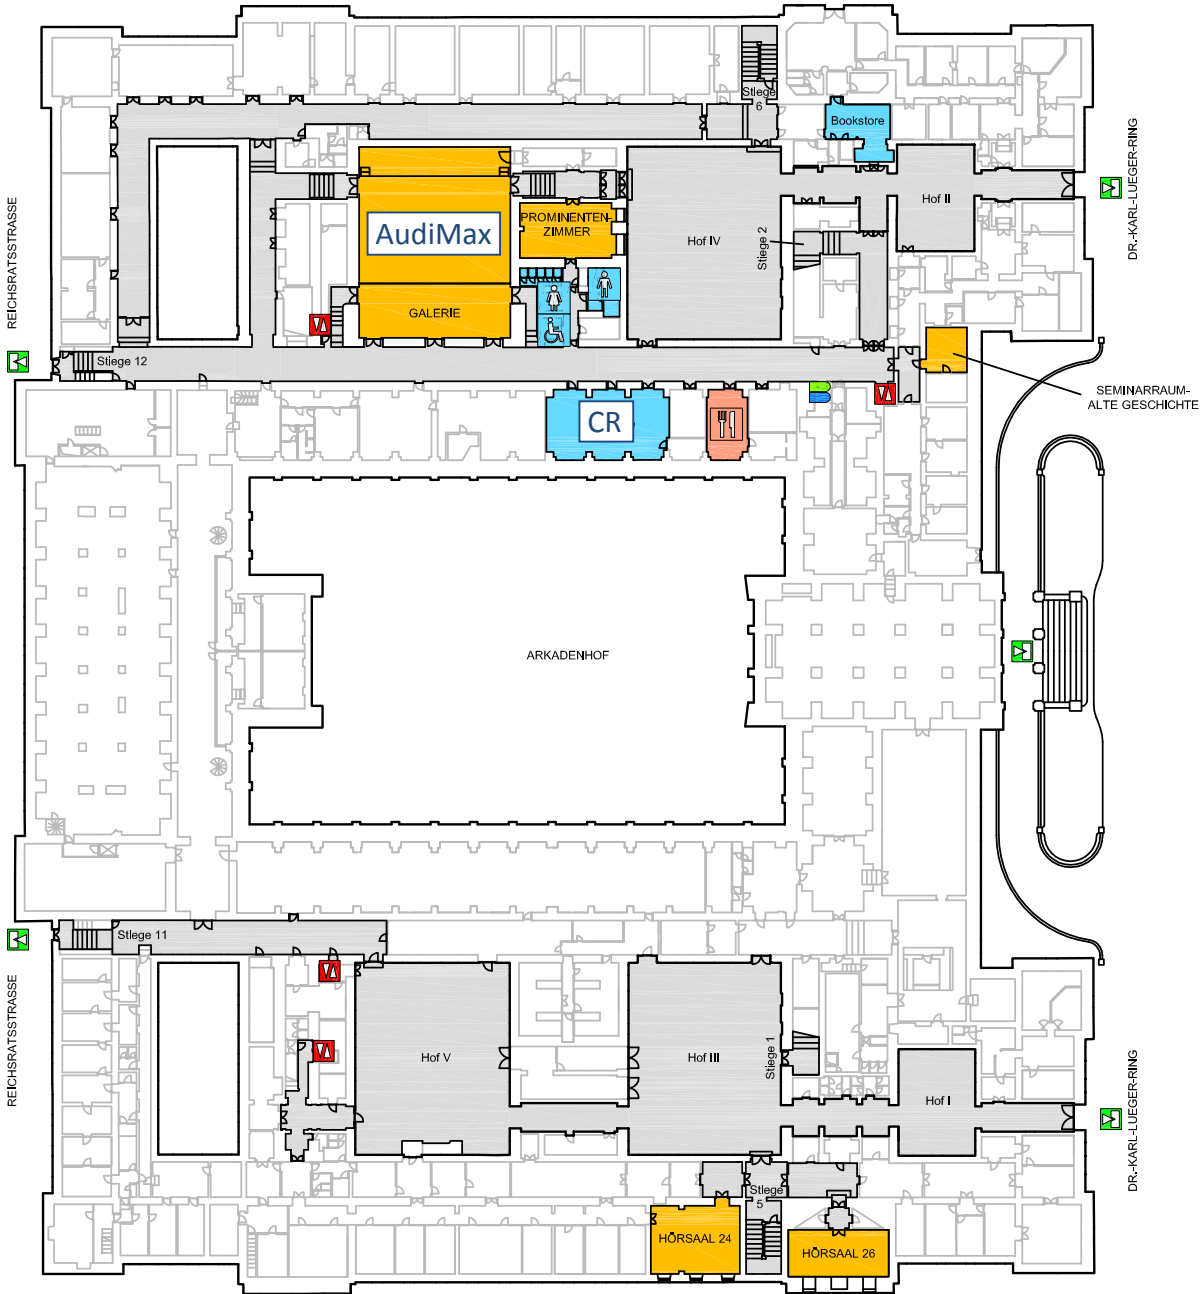 Stiege
6
Bookstore
DR.-KARL-LUEGER-RING
REICHSRATSSTRASSE
AudiMax
PROMINENTEN-
ZIMMER
Hof IV
Stiege 2
Hof II
GALERIE
Stiege 12
SEMINARRAUM-
ALTE GESCHICHTE
CR
ARKADENHOF
Stiege 11
REICHSRATSSTRASSE
Hof V
Hof III
Stiege 1
Hof I
DR.-KARL-LUEGER-RING
Stiege
5
HÖRSAAL 24
HÖRSAAL 26